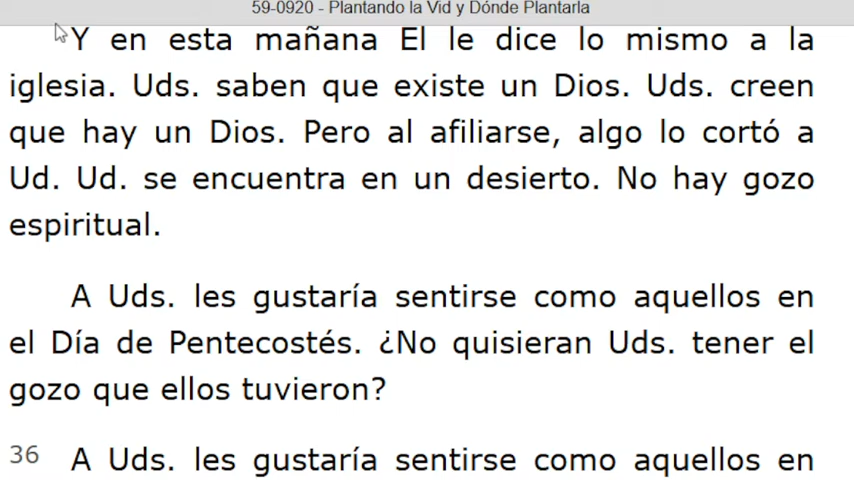 59-0920 - Plantando la Vid y Dónde Plantarla
Y en esta mañana El le dice lo mismo a la
iglesia. Uds. saben que existe un Dios. Uds. creen
que hay un Dios. Pero al afiliarse, algo lo cortó a
Ud. Ud. se encuentra en un desierto. No hay gozo
espiritual.
A Uds. les gustaría sentirse como aquellos en
el Día de Pentecostés. ¿No quisieran Uds. tener el
gozo que ellos tuvieron?
36 A Uds. les gustaría sentirse como aquellos en